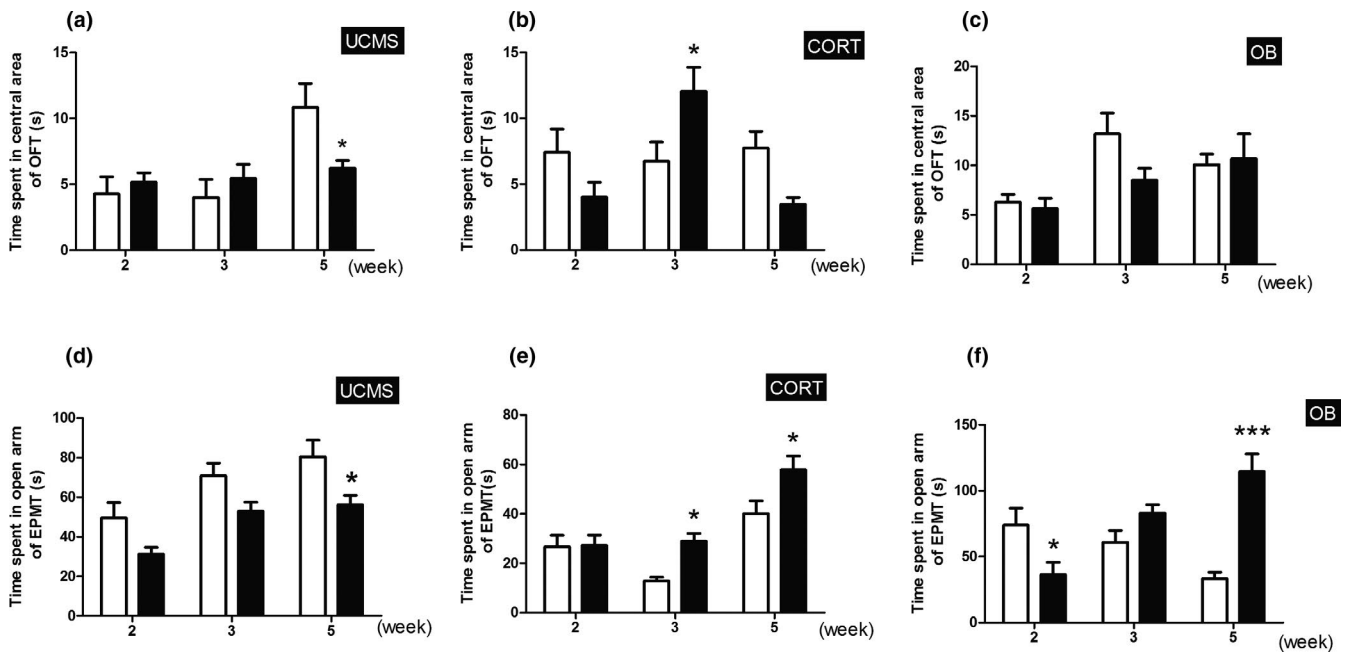 (a)
UCMS
Time spent in central area
of OFT (s)
15
10
5
0
*
2 3 5 (week)
(b)
CORT
Time spent in central area
of OFT (s)
15
10
5
0
*
2 3 5 (week)
(c)
OB
Time spent in central area
of OFT (s)
20
15
10
5
0
2 3 5 (week)
(d)
UCMS
Time spent in open arm
of EPMT (s)
100
80
60
40
20
0
*
2 3 5 (week)
(e)
CORT
Time spent in open arm
of EPMT(s)
80
60
40
20
0
*
*
2 3 5 (week)
(f)
OB
Time spent in open arm
of EPMT (s)
150
100
50
0
*
***
2 3 5 (week)